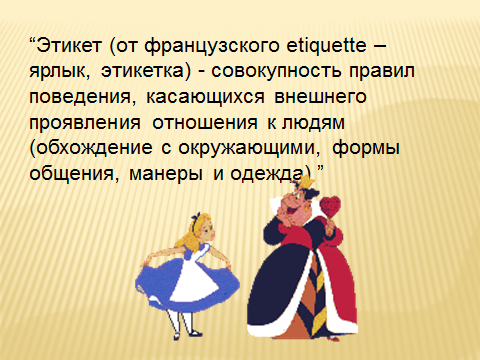 “Этикет (от французского etiquette –
ярлык, этикетка) - совокупность правил
поведения, касающихся внешнего
проявления отношения к людям
(обхождение с окружающими, формы
общения, манеры и одежда).”